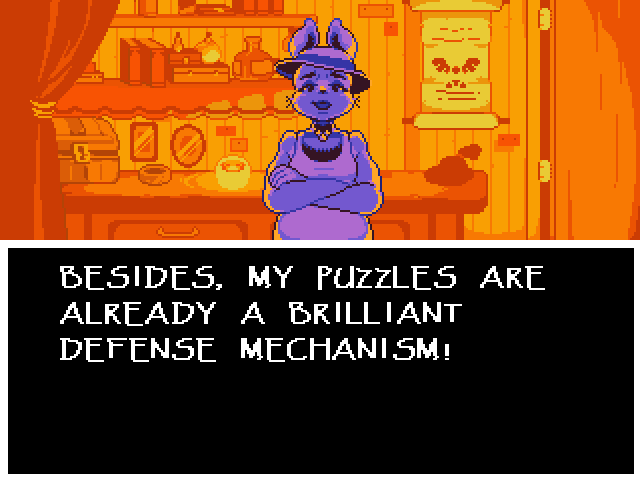 BESIDES, MY PUZZLES ARE
ALREADY A BRILLIANT
DEFENSE MECHANISM!